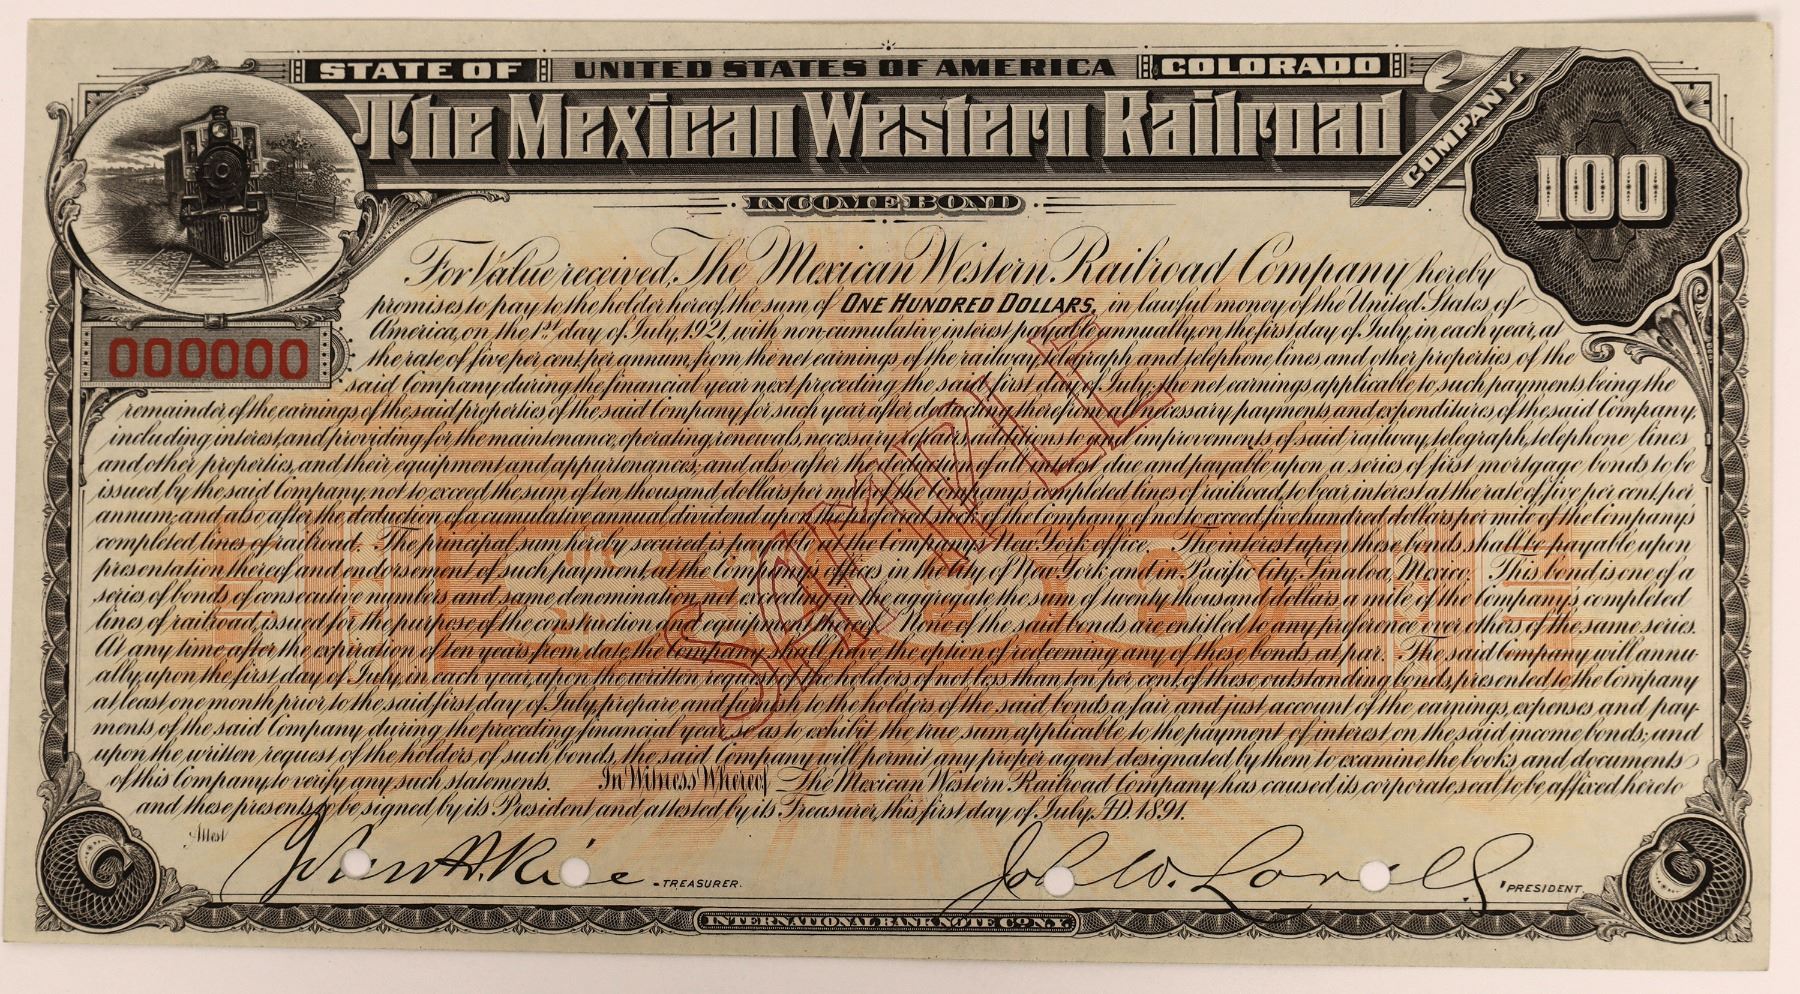 STATE OF UNITED STATES OF AMERICA COLORADO
The Mexican Western Railroad COMPANY.
100
INCOME BOND
For Value received, The Mexican Western Railroad Company hereby
promises to pay to the holder hereof, the sum of ONE HUNDRED DOLLARS, in lawful money of the United States of
America, on the 1st day of July, 1921, with non-cumulative interest payable annually, on the first day of July, in each year, at
000000
the rate of five per cent. per annum, from the net earnings of the railway, telegraph and telephone lines and other properties of the
said Company during the financial year next preceding the said first day of July; the net earnings applicable to such payments being the
remainder of the earnings of the said properties of the said Company, for such year after deducting therefrom all necessary payments and expenditures of the said Company,
including interest, and providing for the maintenance, operating, renewals, necessary repairs, additions to and improvements of said railway, telegraph, telephone lines
and other properties, and their equipment and appurtenances; and also after the deduction of all interest due and payable upon a series of first mortgage bonds to be
issued by the said Company, not to exceed the sum of ten thousand dollars per mile of the Company's completed lines of railroad, to bear interest at the rate of five per cent. per
annum; and also after the deduction of a cumulative annual dividend upon the preferred stock of the Company of not to exceed five hundred dollars per mile of the Company's
completed lines of railroad. The principal sum hereby secured is payable at the Company's New York office. The interest upon these bonds shall be payable upon
presentation thereof and endorsement of such payment, at the Company's offices in the City of New York and in Pacific City, Sinaloa, Mexico. This bond is one of a
series of bonds of consecutive numbers and same denomination, not exceeding in the aggregate the sum of twenty thousand dollars a mile of the Company's completed
lines of railroad, issued for the purpose of the construction and equipment thereof. None of the said bonds are entitled to any preference over others of the same series.
At any time after the expiration of ten years from date the Company shall have the option of redeeming any of these bonds at par. The said Company will annu-
ally, upon the first day of July, in each year, upon the written request of the holders of not less than ten per cent. of these outstanding bonds, presented to the Company
at least one month prior to the said first day of July, prepare and furnish to the holders of the said bonds a fair and just account of the earnings, expenses and pay-
ments of the said Company during the preceding financial year, so as to exhibit the true sum applicable to the payment of interest on the said income bonds; and
upon the written request of the holders of such bonds, the said Company will permit any proper agent designated by them to examine the books and documents
of this Company, to verify any such statements. In Witness Whereof The Mexican Western Railroad Company has caused its corporate seal to be affixed hereto
and these presents to be signed by its President and attested by its Treasurer, this first day of July, A.D. 1891.
SAMPLE
$100
Attest
TREASURER.
John W. Lovell PRESIDENT
C
C
INTERNATIONAL BANK NOTE CO. N.Y.